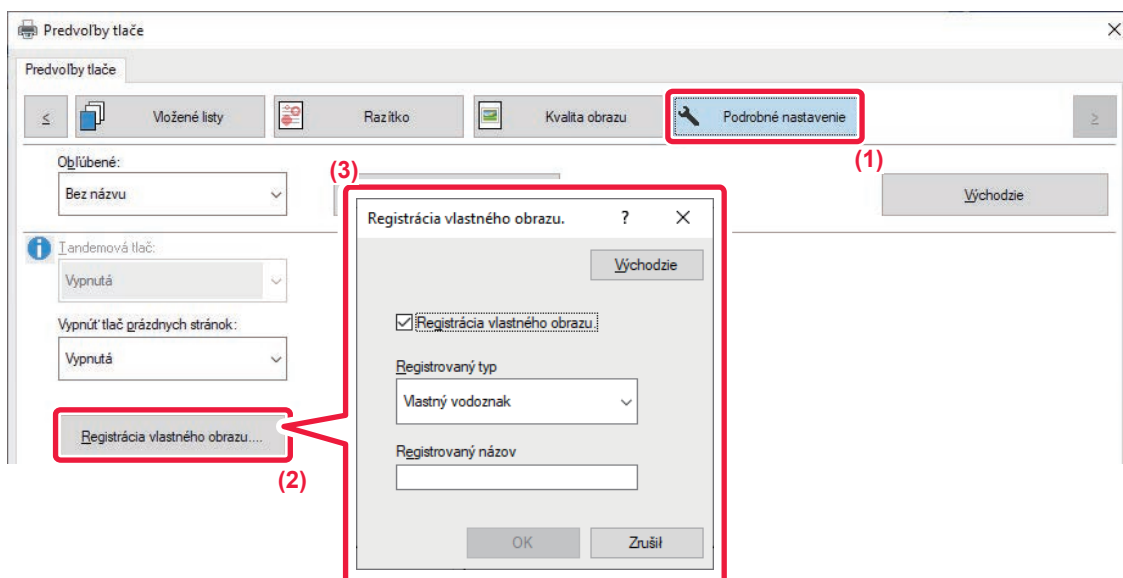 Predvoľby tlače
Predvoľby tlače
<
Vložené listy
Razítko
Kvalita obrazu
Podrobné nastavenie
>
(1)
Obľúbené:
(3)
Bez názvu
Východzie
Registrácia vlastného obrazu.
?
Tandemová tlač:
Vypnutá
Východzie
Vypnúť tlač prázdnych stránok:
Vypnutá
Registrácia vlastného obrazu.
Registrovaný typ
Vlastný vodoznak
Registrácia vlastného obrazu....
(2)
Registrovaný názov
OK
Zrušiť